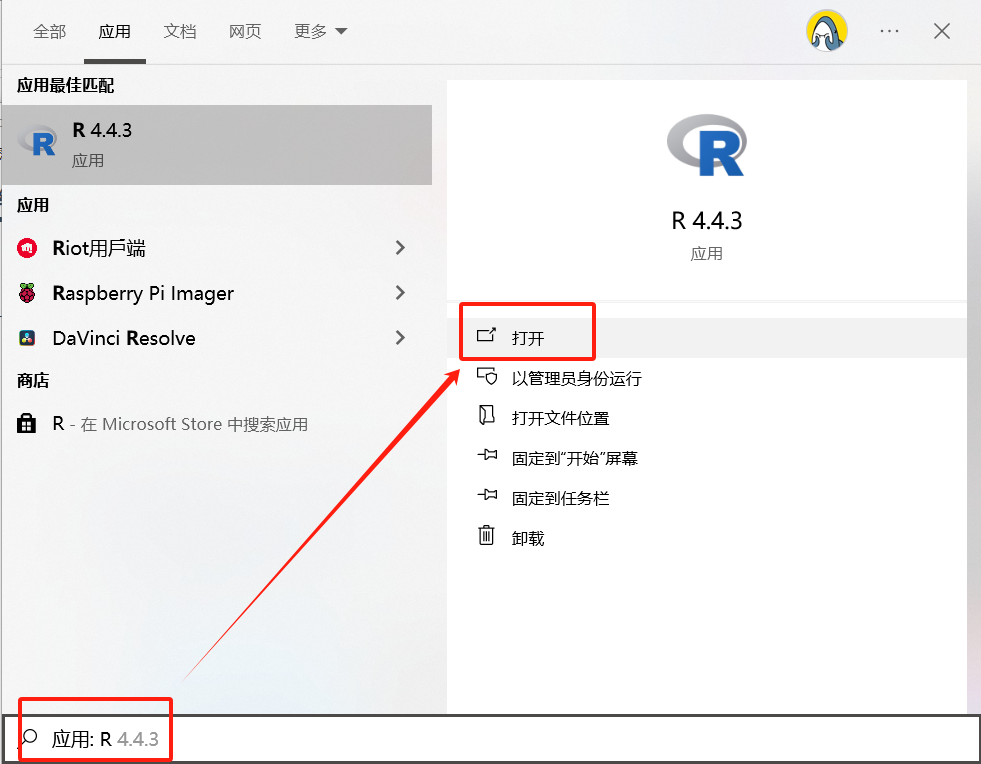 全部 应用 文档 网页 更多
应用最佳匹配
R 4.4.3
应用
应用
Riot用戶端
Raspberry Pi Imager
DaVinci Resolve
商店
R - 在 Microsoft Store 中搜索应用
R
R 4.4.3
应用
打开
以管理员身份运行
打开文件位置
固定到“开始”屏幕
固定到任务栏
卸载
应用: R 4.4.3